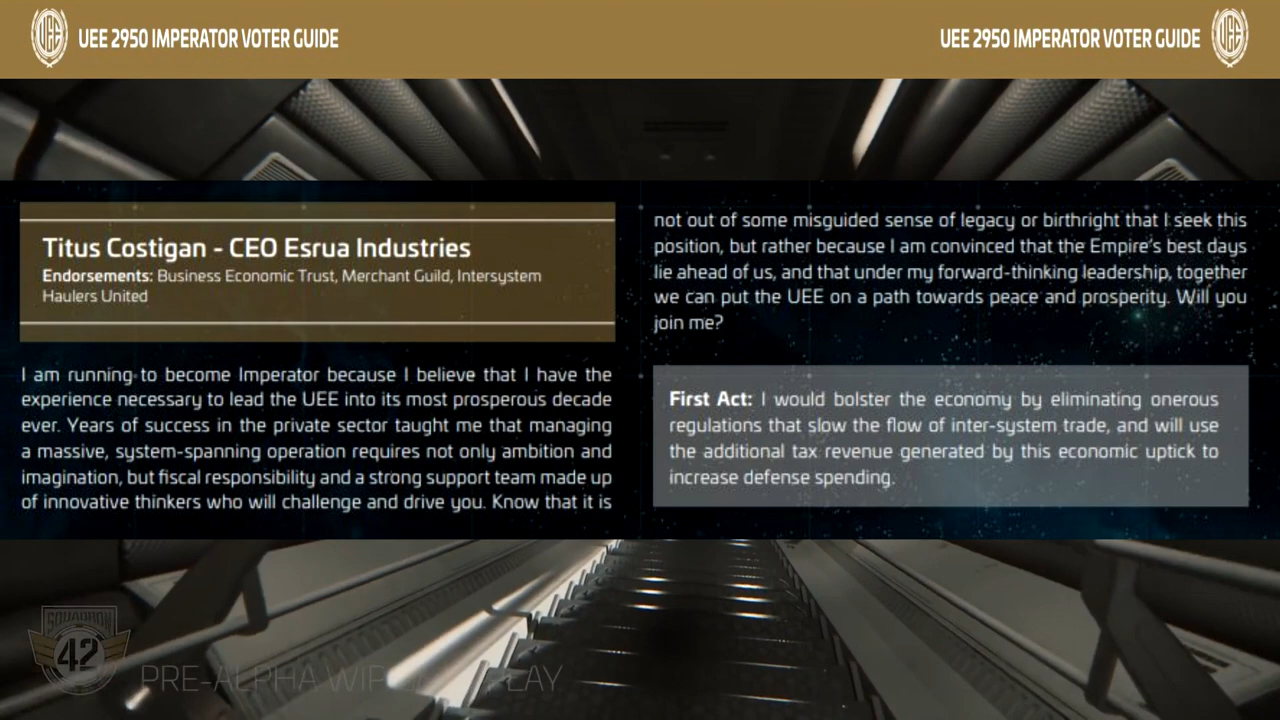 UEE 2950 IMPERATOR VOTER GUIDE
UEE 2950 IMPERATOR VOTER GUIDE
Titus Costigan - CEO Esrua Industries
Endorsements: Business Economic Trust, Merchant Guild, Intersystem
Haulers United
I am running to become Imperator because I believe that I have the
experience necessary to lead the UEE into its most prosperous decade
ever. Years of success in the private sector taught me that managing
a massive, system-spanning operation requires not only ambition and
imagination, but fiscal responsibility and a strong support team made up
of innovative thinkers who will challenge and drive you. Know that it is
not out of some misguided sense of legacy or birthright that I seek this
position, but rather because I am convinced that the Empire's best days
lie ahead of us, and that under my forward-thinking leadership, together
we can put the UEE on a path towards peace and prosperity. Will you
join me?
First Act: I would bolster the economy by eliminating onerous
regulations that slow the flow of inter-system trade, and will use
the additional tax revenue generated by this economic uptick to
increase defense spending.
SQUADRON
42
PRE-ALPHA WIP